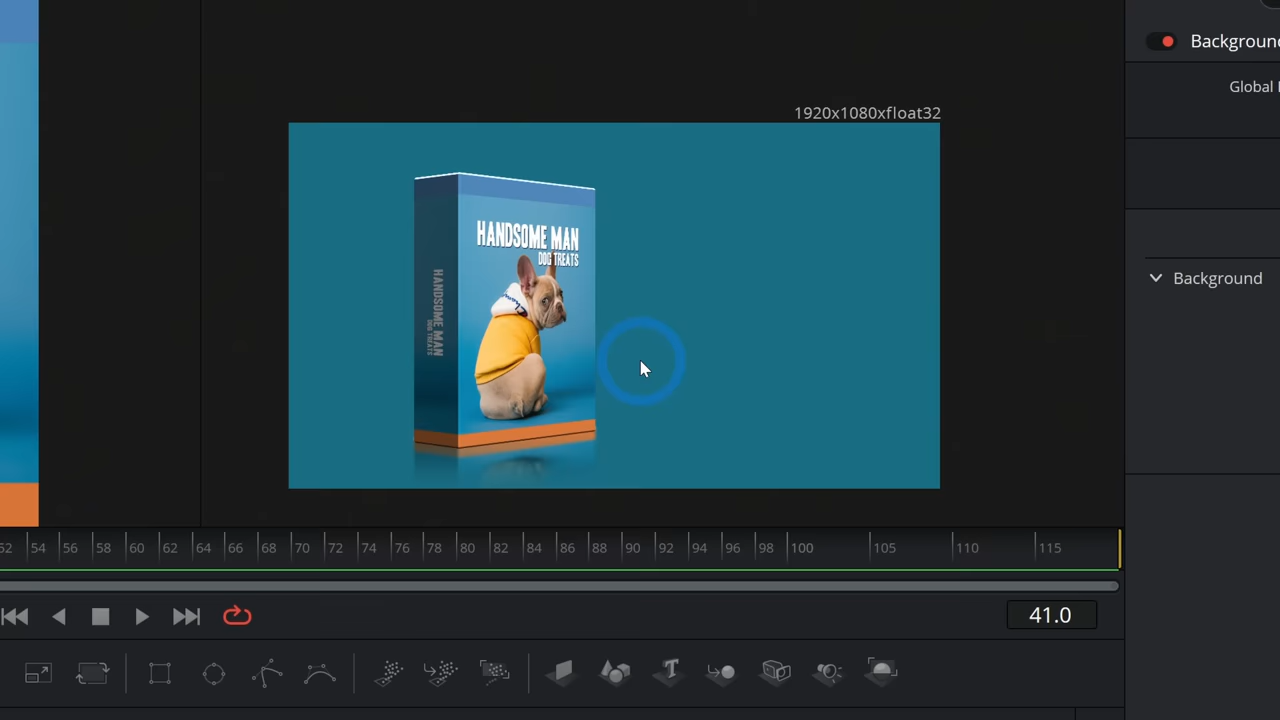 Background
Global
1920x1080xfloat32
HANDSOME MAN
DOG TREATS
HANDSOME MAN
DOG TREATS
Background
52 54 56 58 60 62 64 66 68 70 72 74 76 78 80 82 84 86 88 90 92 94 96 98 100 105 110 115
41.0
T